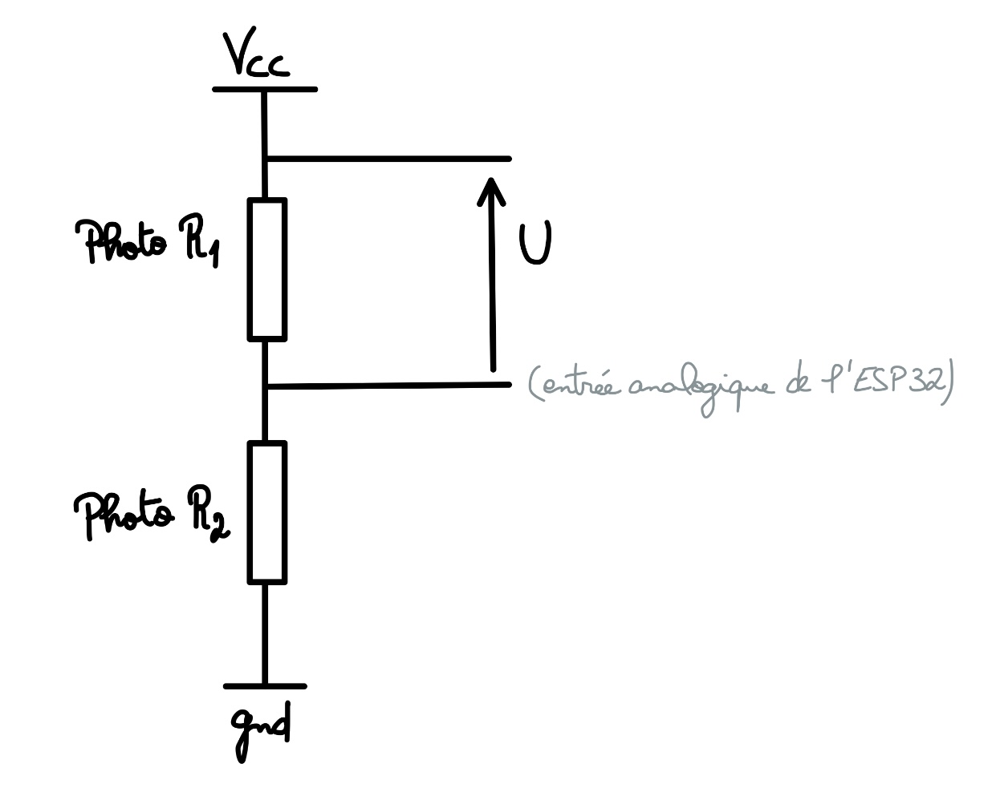 Vcc
Photo R1
U
(entrée analogique de l'ESP32)
Photo R2
gnd